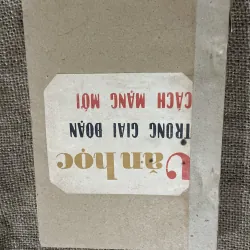 Văn học
TRONG GIAI ĐOẠN
CÁCH MẠNG MỚI